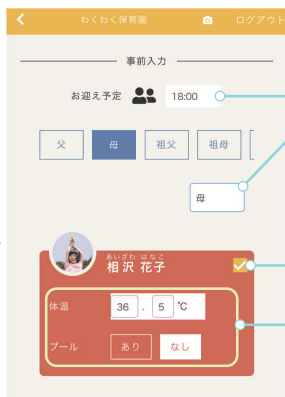 わくわく保育園 ログアウト
事前入力
お迎え予定 18:00
父 母 祖父 祖母
母
あいざわ はなこ
相沢 花子
体温 36 . 5 ℃
プール あり なし